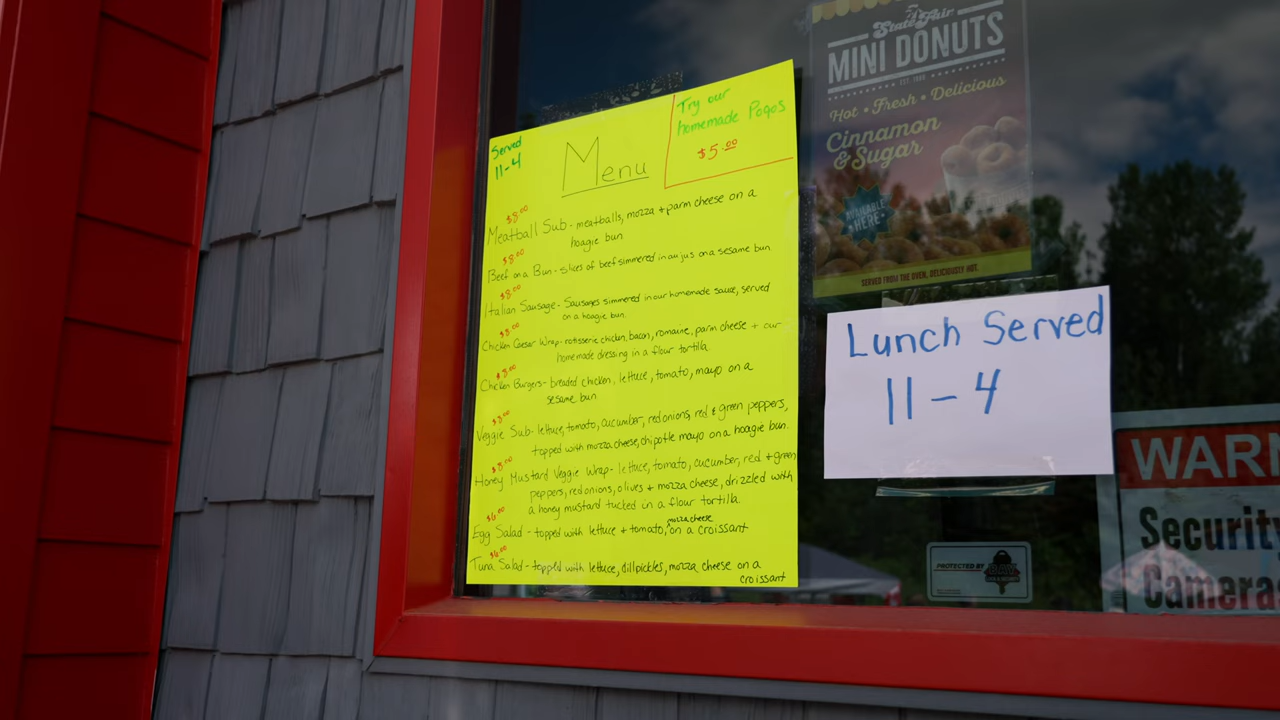 Served
11-4
Menu
Try our
homemade Pogos
$5.00
$8.00
Meatball Sub - meatballs, mozza + parm cheese on a
hoagie bun
$8.00
Beef on a Bun - slices of beef simmered in au jus on a sesame bun
$8.00
Italian Sausage - Sausages simmered in our homemade sauce, served
on a hoagie bun.
$8.00
Chicken Caesar Wrap - rotisserie chicken, bacon, romaine, parm cheese + our
homemade dressing in a flour tortilla.
$8.00
Chicken Burgers - breaded chicken, lettuce, tomato, mayo on a
sesame bun
$8.00
Veggie Sub - lettuce, tomato, cucumber, red onions, red & green peppers,
topped with mozza cheese, chipotle mayo on a hoagie bun.
$8.00
Honey Mustard Veggie Wrap - lettuce, tomato, cucumber, red + green
peppers, red onions, olives + mozza cheese, drizzled with
a honey mustard tucked in a flour tortilla.
$6.00
Egg Salad - topped with lettuce + tomato, mozza cheese on a croissant
$6.00
Tuna Salad - topped with lettuce, dill pickles, mozza cheese on a
croissant
State Fair
MINI DONUTS
Hot • Fresh • Delicious
Cinnamon
& Sugar
AVAILABLE
HERE
SERVED FROM THE OVEN, DELICIOUSLY HOT.
Lunch Served
11-4
WARN
Security
Camera
PROTECTED BY